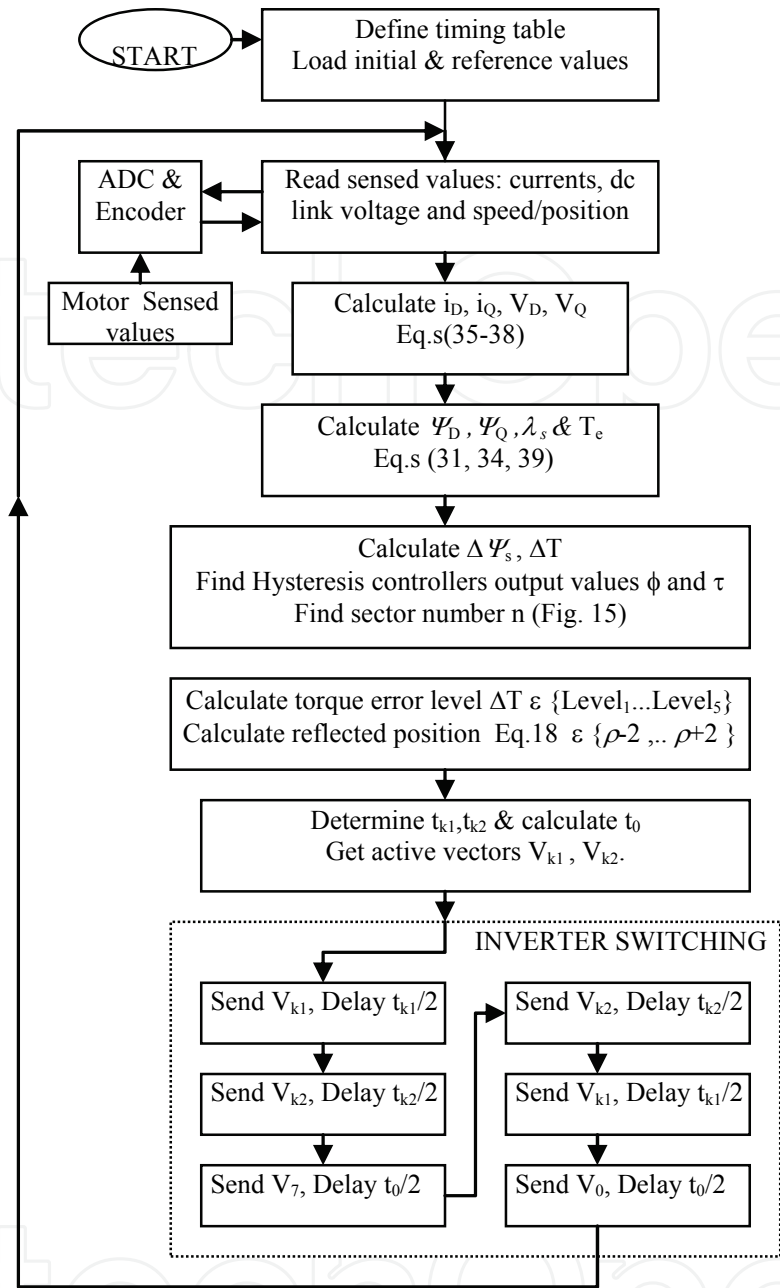 START
Define timing table
Load initial & reference values
ADC &
Encoder
Read sensed values: currents, dc
link voltage and speed/position
Motor Sensed
values
Calculate i_D, i_Q, V_D, V_Q
Eq.s(35-38)
Calculate Ψ_D, Ψ_Q, λ_s & T_e
Eq.s (31, 34, 39)
Calculate Δ Ψ_s, ΔT
Find Hysteresis controllers output values ϕ and τ
Find sector number n (Fig. 15)
Calculate torque error level ΔT ε {Level_1...Level_5}
Calculate reflected position Eq.18 ε {ρ-2 ,.. ρ+2 }
Determine t_k1,t_k2 & calculate t_0
Get active vectors V_k1 , V_k2.
INVERTER SWITCHING
Send V_k1, Delay t_k1/2
Send V_k2, Delay t_k2/2
Send V_7, Delay t_0/2
Send V_k2, Delay t_k2/2
Send V_k1, Delay t_k1/2
Send V_0, Delay t_0/2